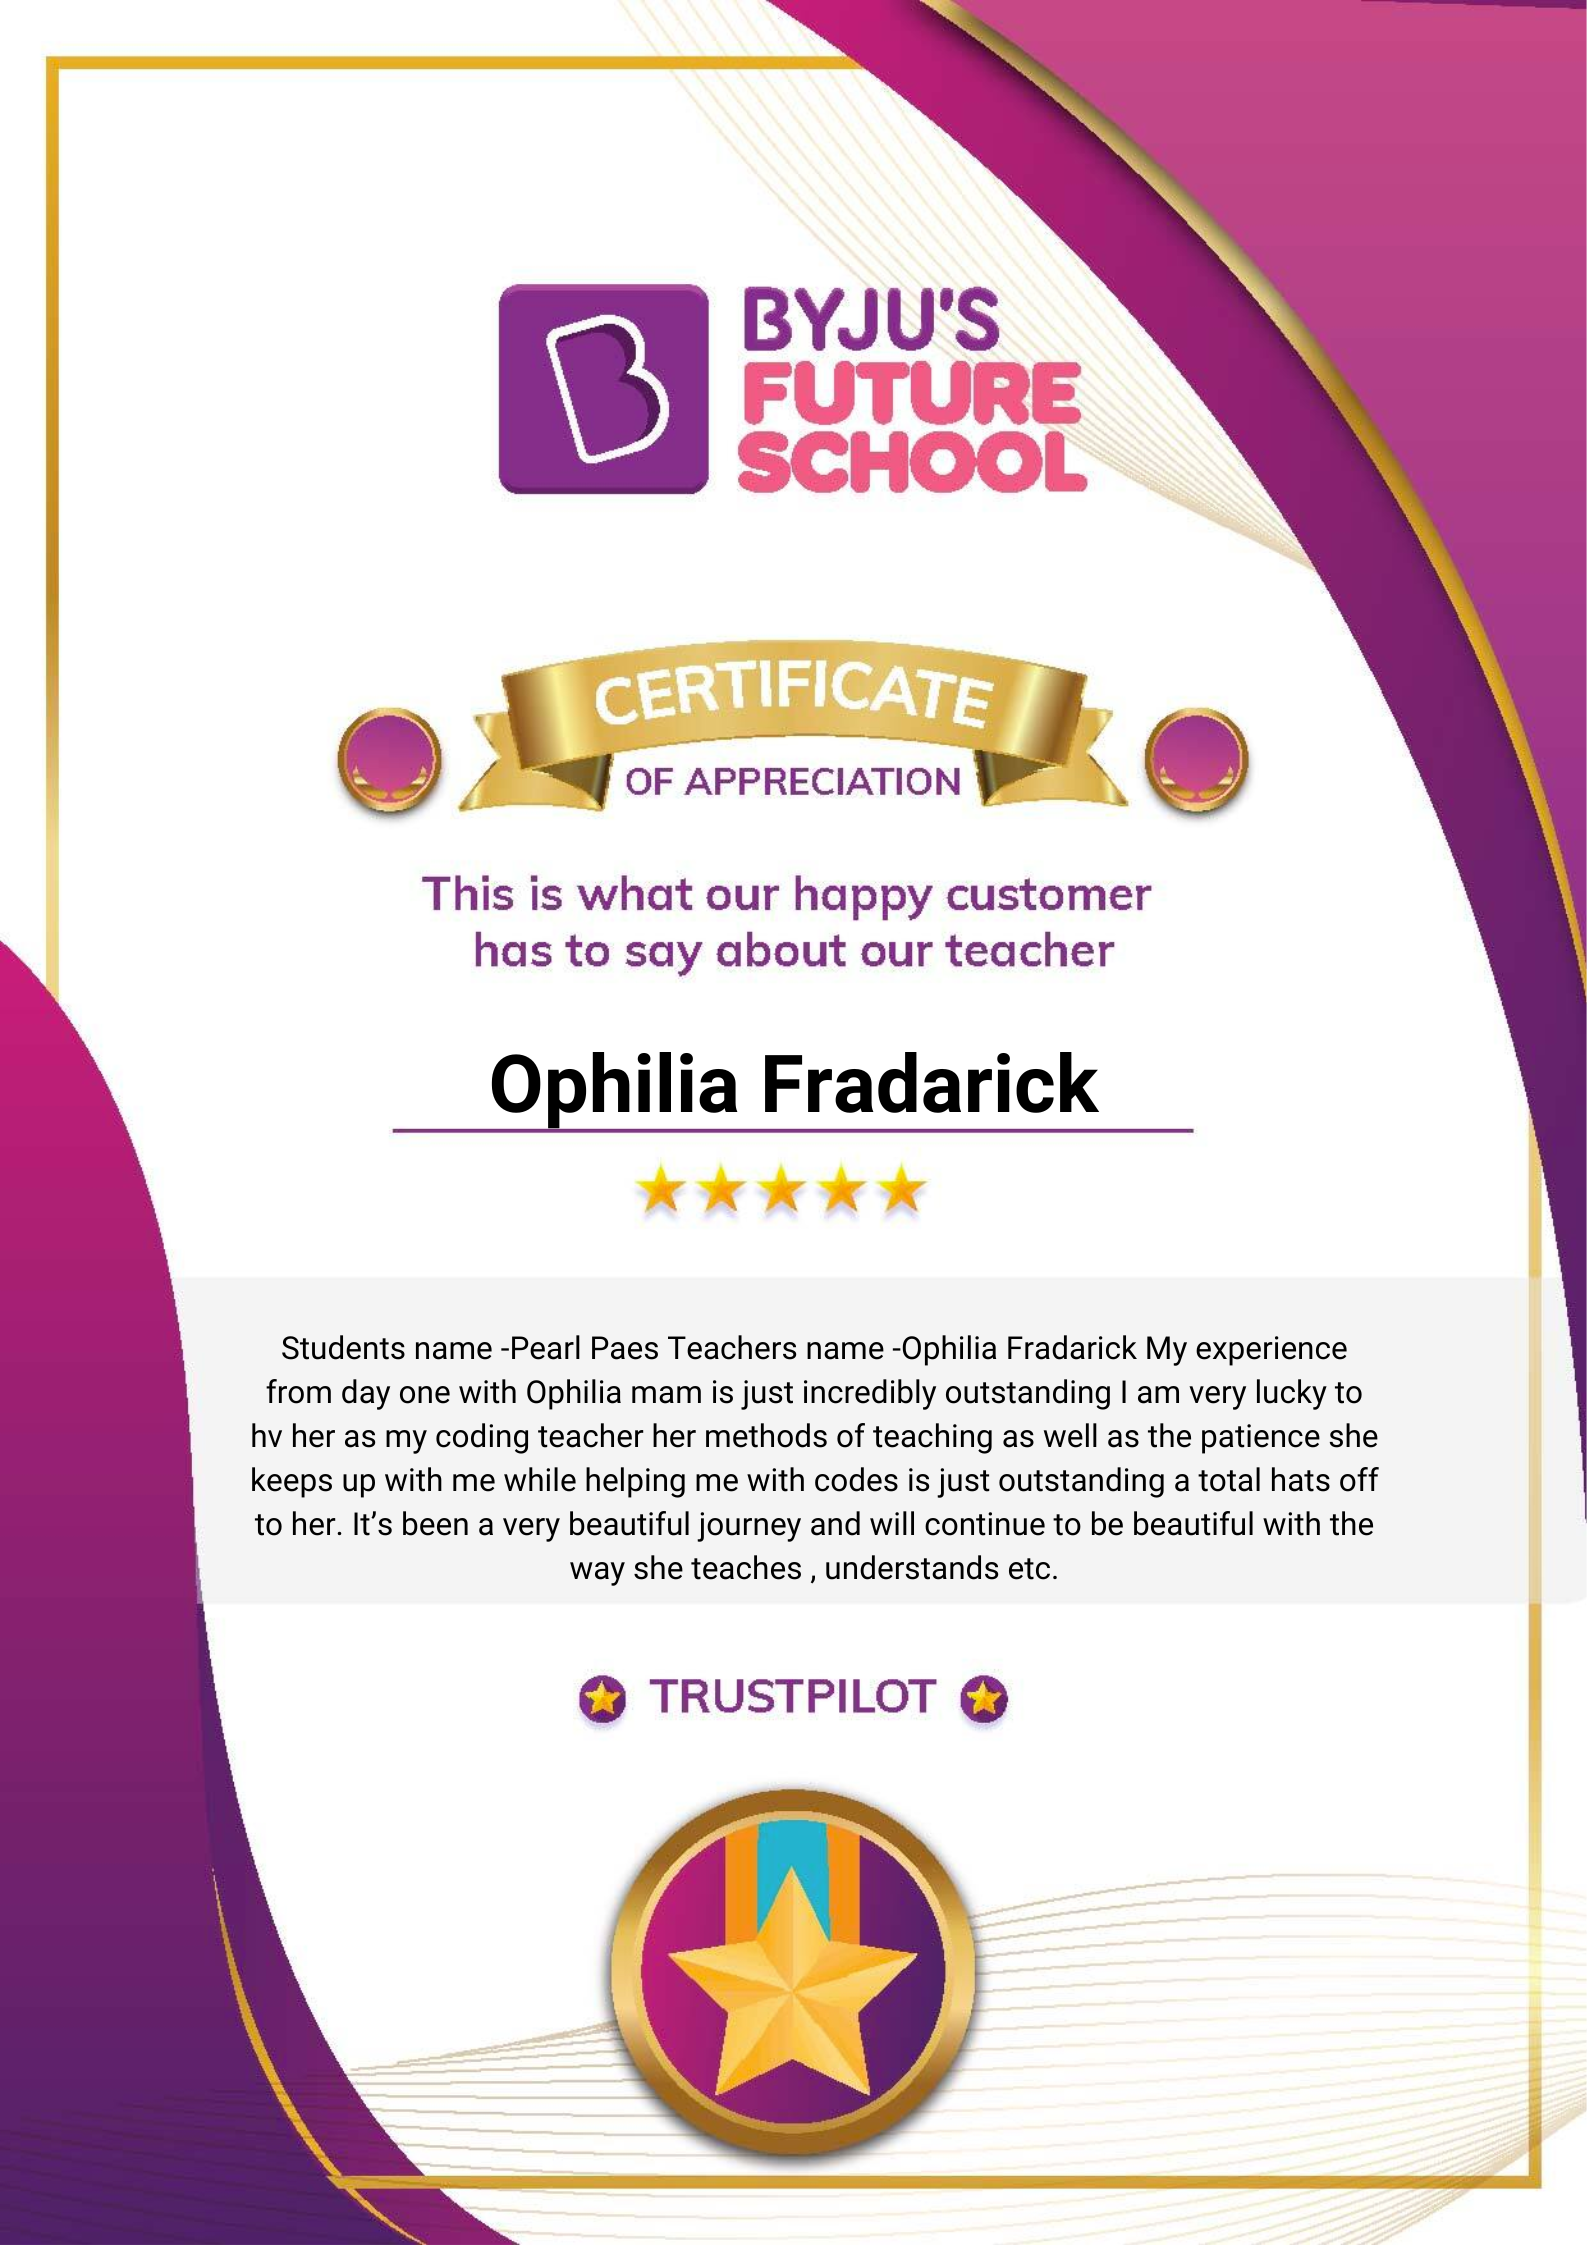 BYJU'S
FUTURE
SCHOOL
CERTIFICATE
OF APPRECIATION
This is what our happy customer
has to say about our teacher
Ophilia Fradarick
Students name -Pearl Paes Teachers name -Ophilia Fradarick My experience
from day one with Ophilia mam is just incredibly outstanding I am very lucky to
hv her as my coding teacher her methods of teaching as well as the patience she
keeps up with me while helping me with codes is just outstanding a total hats off
to her. It’s been a very beautiful journey and will continue to be beautiful with the
way she teaches , understands etc.
TRUSTPILOT